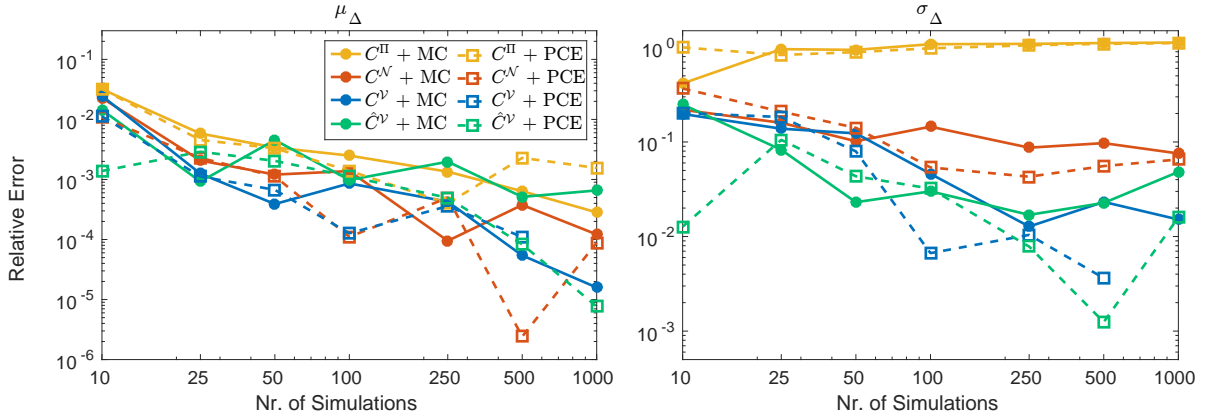 μ_Δ
σ_Δ
Relative Error
10^-1
10^-2
10^-3
10^-4
10^-5
10^-6
C^Π + MC
C^Π + PCE
C^𝒩 + MC
C^𝒩 + PCE
C^𝒱 + MC
C^𝒱 + PCE
Ĉ^𝒱 + MC
Ĉ^𝒱 + PCE
10 25 50 100 250 500 1000
Nr. of Simulations
10^0
10^-1
10^-2
10^-3
10 25 50 100 250 500 1000
Nr. of Simulations